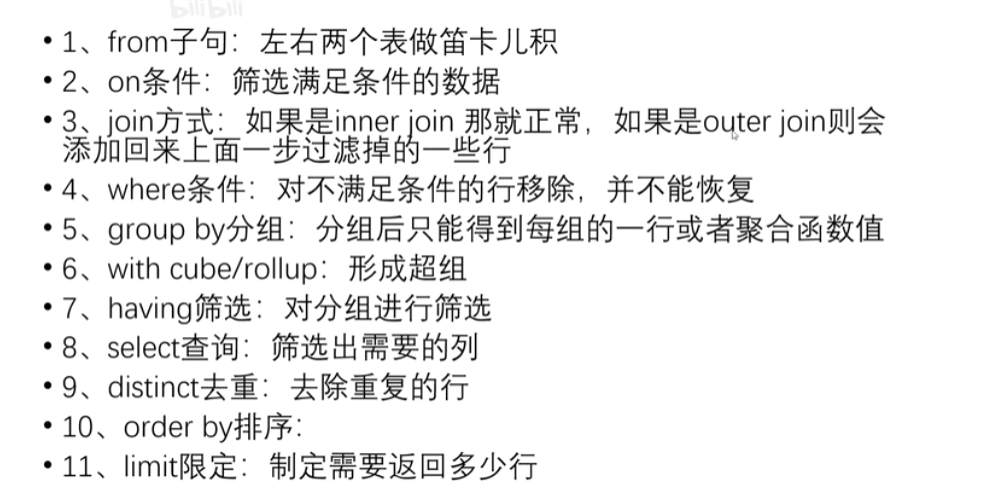 bilibili
• 1、from子句：左右两个表做笛卡儿积
• 2、on条件：筛选满足条件的数据
• 3、join方式：如果是inner join 那就正常，如果是outer join则会
添加回来上面一步过滤掉的一些行
• 4、where条件：对不满足条件的行移除，并不能恢复
• 5、group by分组：分组后只能得到每组的一行或者聚合函数值
• 6、with cube/rollup：形成超组
• 7、having筛选：对分组进行筛选
• 8、select查询：筛选出需要的列
• 9、distinct去重：去除重复的行
• 10、order by排序：
• 11、limit限定：制定需要返回多少行